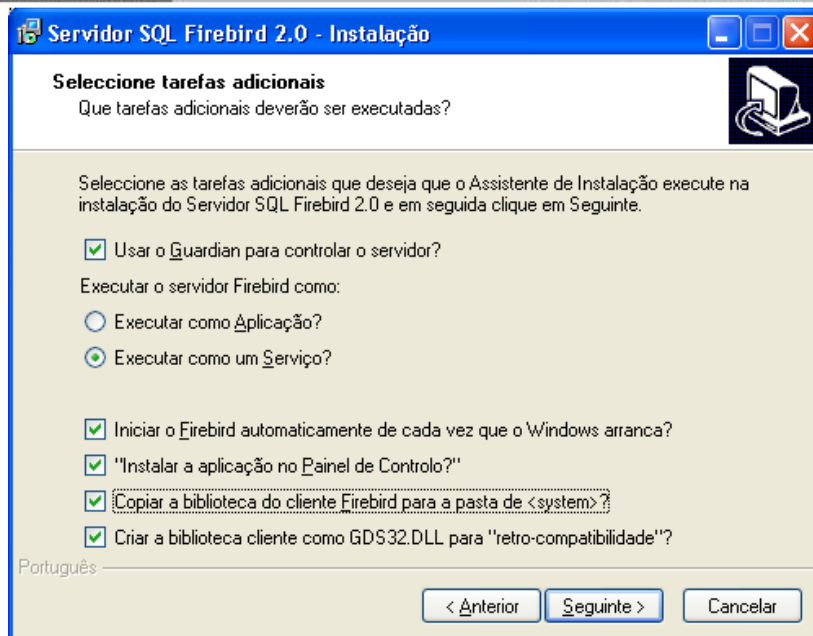 Servidor SQL Firebird 2.0 - Instalação
Seleccione tarefas adicionais
Que tarefas adicionais deverão ser executadas?
Seleccione as tarefas adicionais que deseja que o Assistente de Instalação execute na
instalação do Servidor SQL Firebird 2.0 e em seguida clique em Seguinte.
Usar o Guardian para controlar o servidor?
Executar o servidor Firebird como:
Executar como Aplicação?
Executar como um Serviço?
Iniciar o Firebird automaticamente de cada vez que o Windows arranca?
"Instalar a aplicação no Painel de Controlo?"
Copiar a biblioteca do cliente Firebird para a pasta de <system>?
Criar a biblioteca cliente como GDS32.DLL para "retro-compatibilidade"?
Português
< Anterior Seguinte > Cancelar